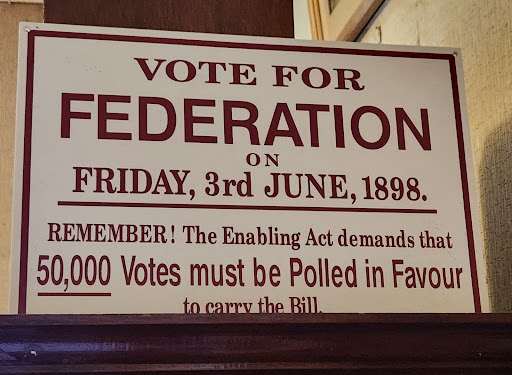 VOTE FOR
FEDERATION
ON
FRIDAY, 3rd JUNE, 1898.
REMEMBER! The Enabling Act demands that
50,000 Votes must be Polled in Favour
to carry the Bill.